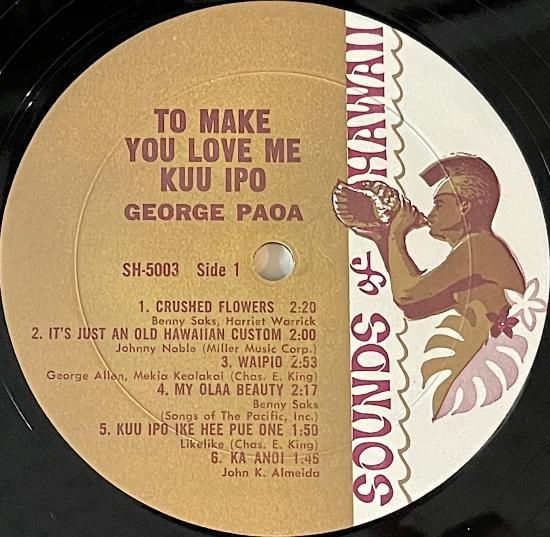 TO MAKE
YOU LOVE ME
KUU IPO
GEORGE PAOA
SH-5003 Side 1
1. CRUSHED FLOWERS 2:20
Benny Saks, Harriet Warrick
2. IT'S JUST AN OLD HAWAIIAN CUSTOM 2:00
Johnny Noble (Miller Music Corp.)
3. WAIPIO 2:53
George Allen, Mekia Kealakai (Chas. E. King)
4. MY OLAA BEAUTY 2:17
Benny Saks
(Songs of The Pacific, Inc.)
5. KUU IPO IKE HEE PUE ONE 1:50
Likelike (Chas. E. King)
6. KA ANOI 1:45
John K. Almeida
SOUNDS of HAWAII